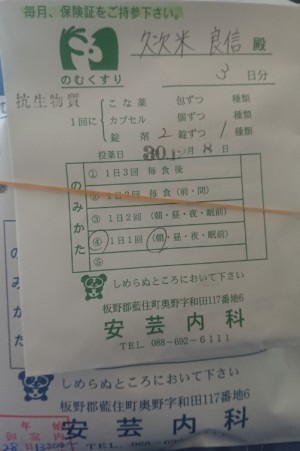 毎月、保険証をご持参下さい。
久次米 良信 殿
のむくすり
3 日分
抗生物質
1回に
こな薬 包ずつ 種類
カプセル 個ずつ 種類
錠剤 2 錠ずつ 1 種類
投薬日 30 月 8 日
のみかた
① 1日3回 毎食後
② 1日3回 毎食(前・間)
③ 1日2回 (朝・昼・夜・眠前)
④ 1日1回 (朝・昼・夜・眠前)
⑤
しめらぬところにおいて下さい
板野郡藍住町奥野字和田117番地6
安芸内科
TEL. 088-692-6111
しめらぬところにおいて下さい
板野郡藍住町奥野字和田117番地6
安芸内科